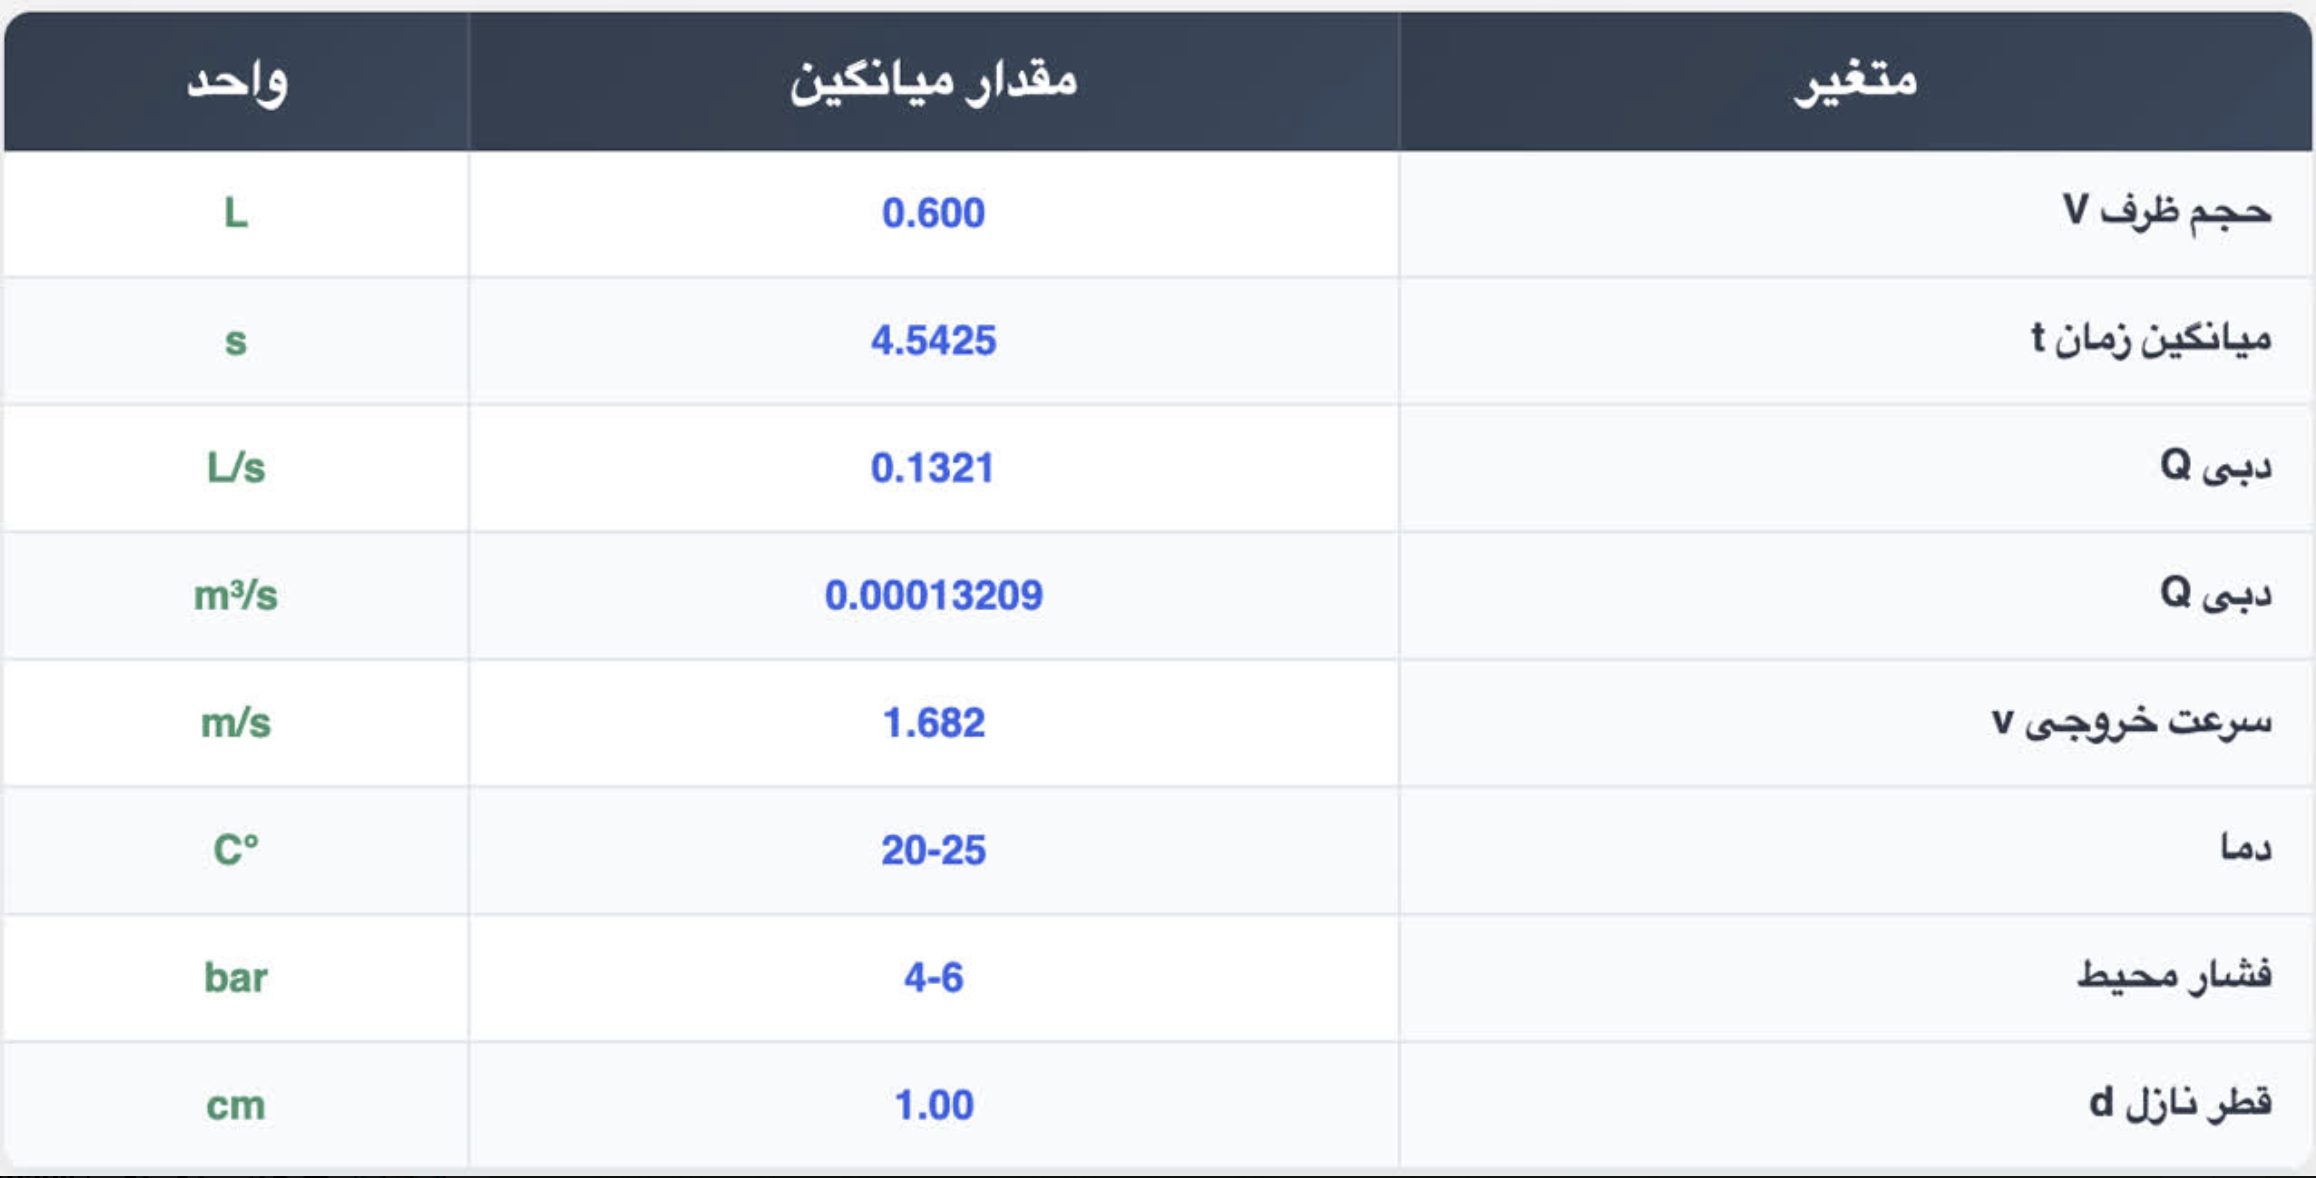 متغیر مقدار میانگین واحد
حجم ظرف V 0.600 L
میانگین زمان t 4.5425 s
دبی Q 0.1321 L/s
دبی Q 0.00013209 m³/s
سرعت خروجی v 1.682 m/s
دما 20-25 C°
فشار محیط 4-6 bar
قطر نازل d 1.00 cm